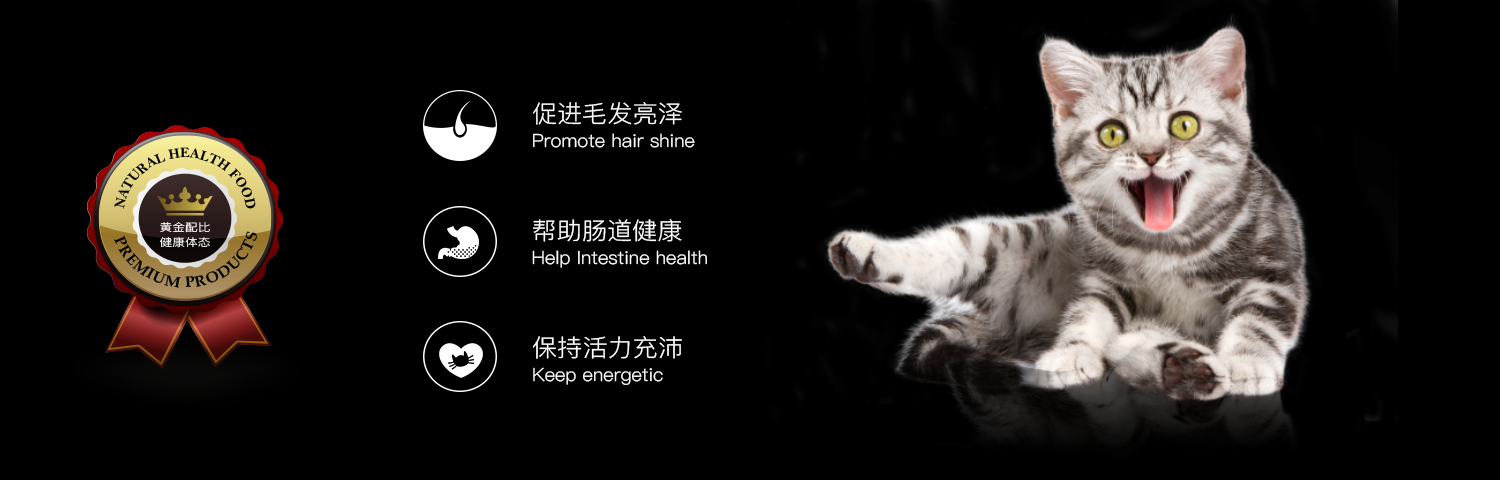 NATURAL HEALTH FOOD
黄金配比
健康体态
PREMIUM PRODUCTS
促进毛发亮泽
Promote hair shine
帮助肠道健康
Help Intestine health
保持活力充沛
Keep energetic